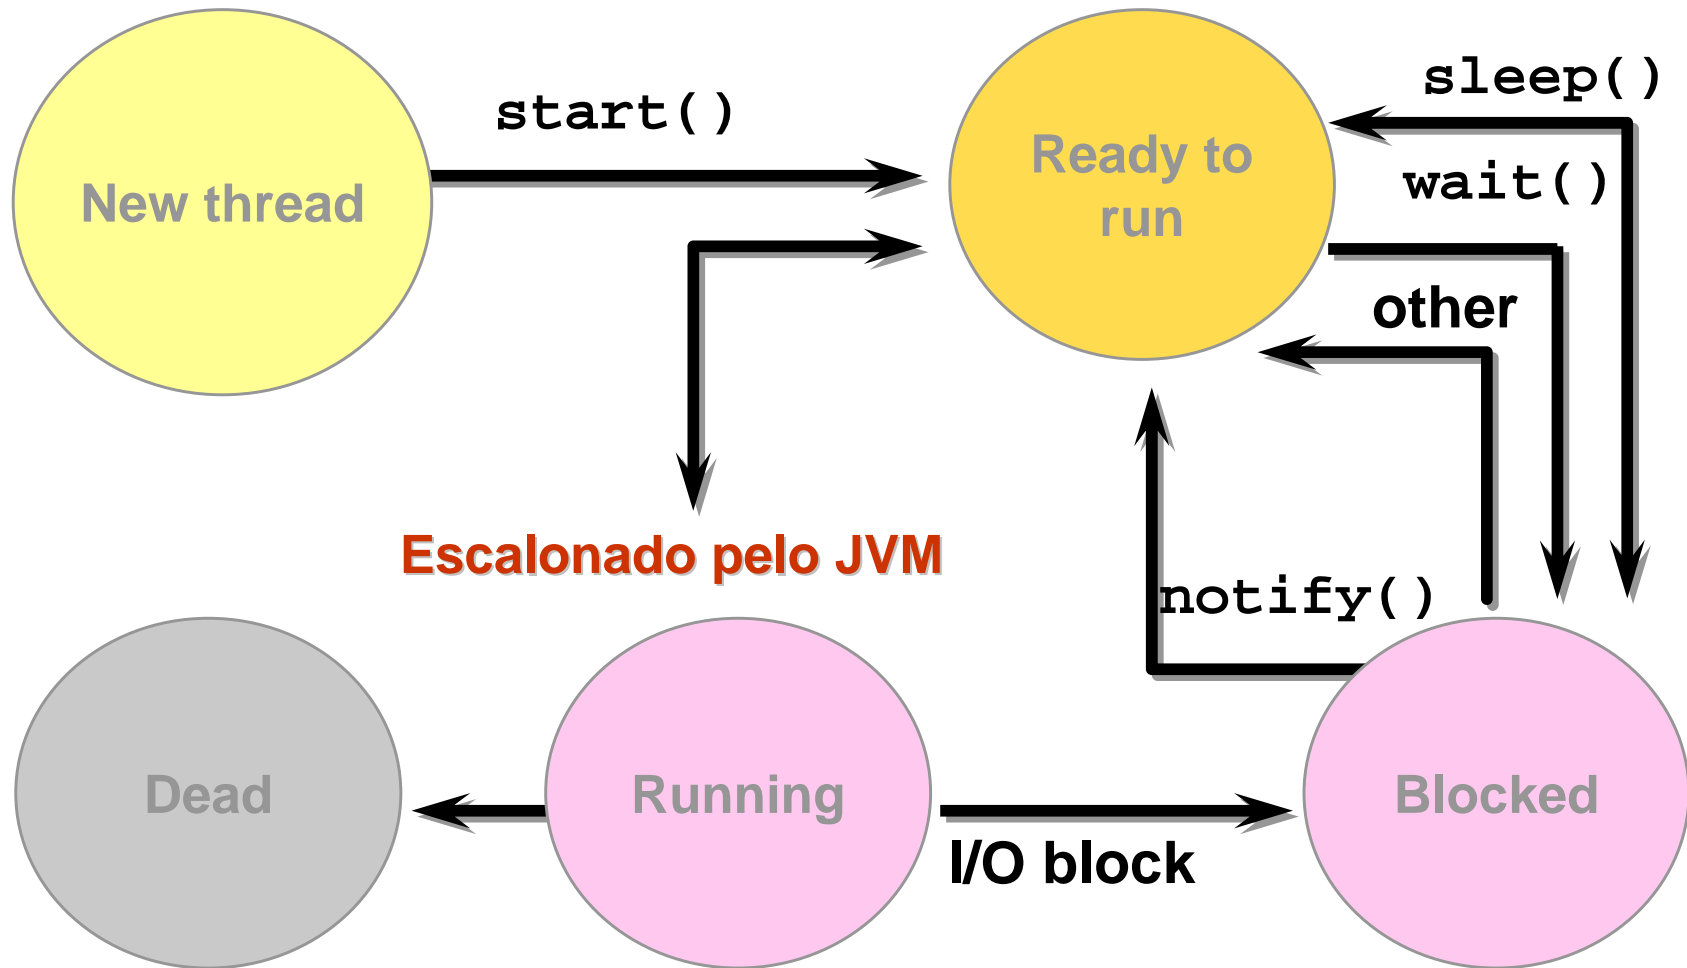 start()
sleep()
New thread
Ready to
run
wait()
other
Escalonado pelo JVM
notify()
Dead
Running
Blocked
I/O block